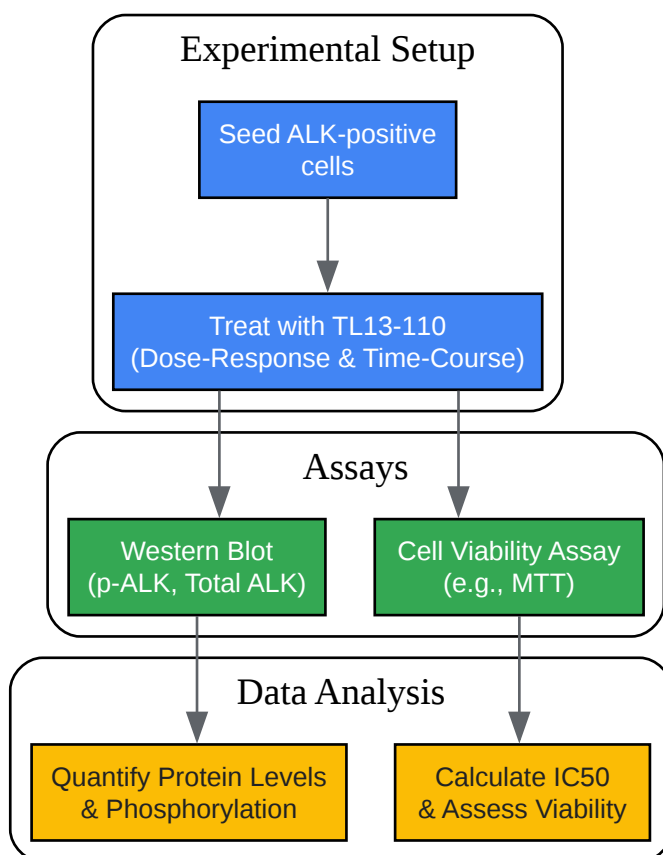 Experimental Setup
Seed ALK-positive
cells
Treat with TL13-110
(Dose-Response & Time-Course)
Assays
Western Blot
(p-ALK, Total ALK)
Cell Viability Assay
(e.g., MTT)
Data Analysis
Quantify Protein Levels
& Phosphorylation
Calculate IC50
& Assess Viability